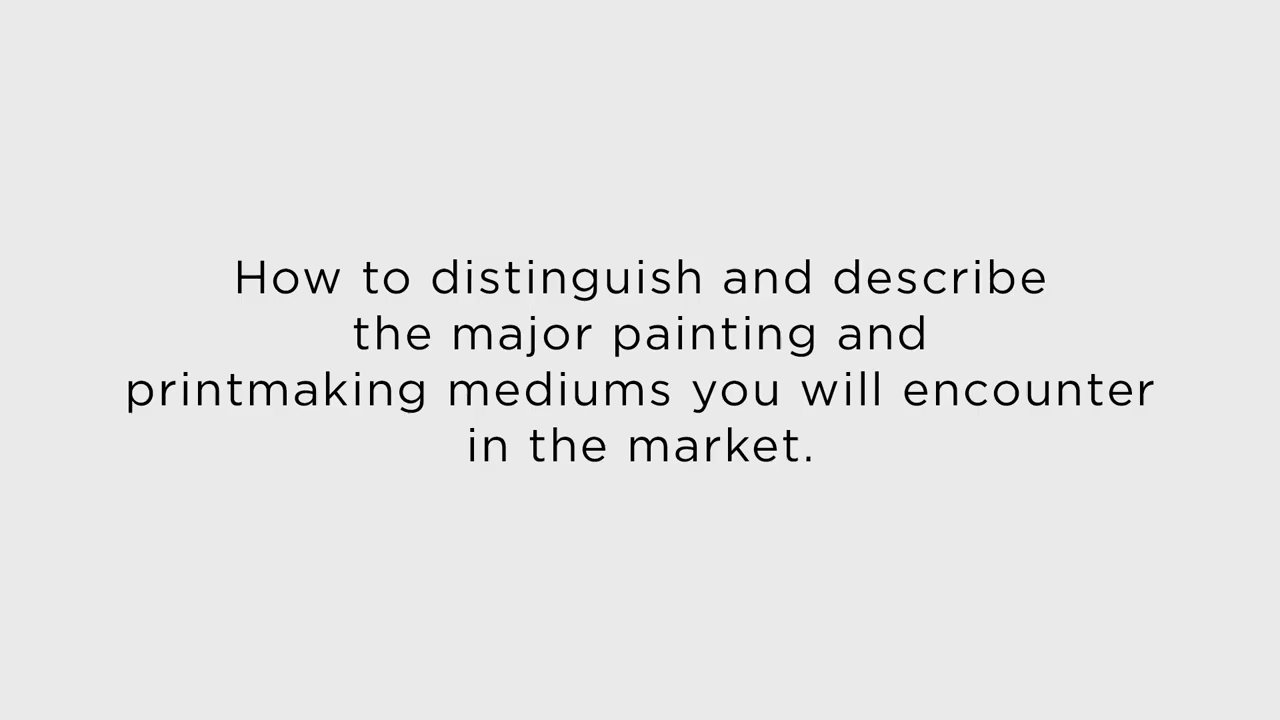 How to distinguish and describe
the major painting and
printmaking mediums you will encounter
in the market.